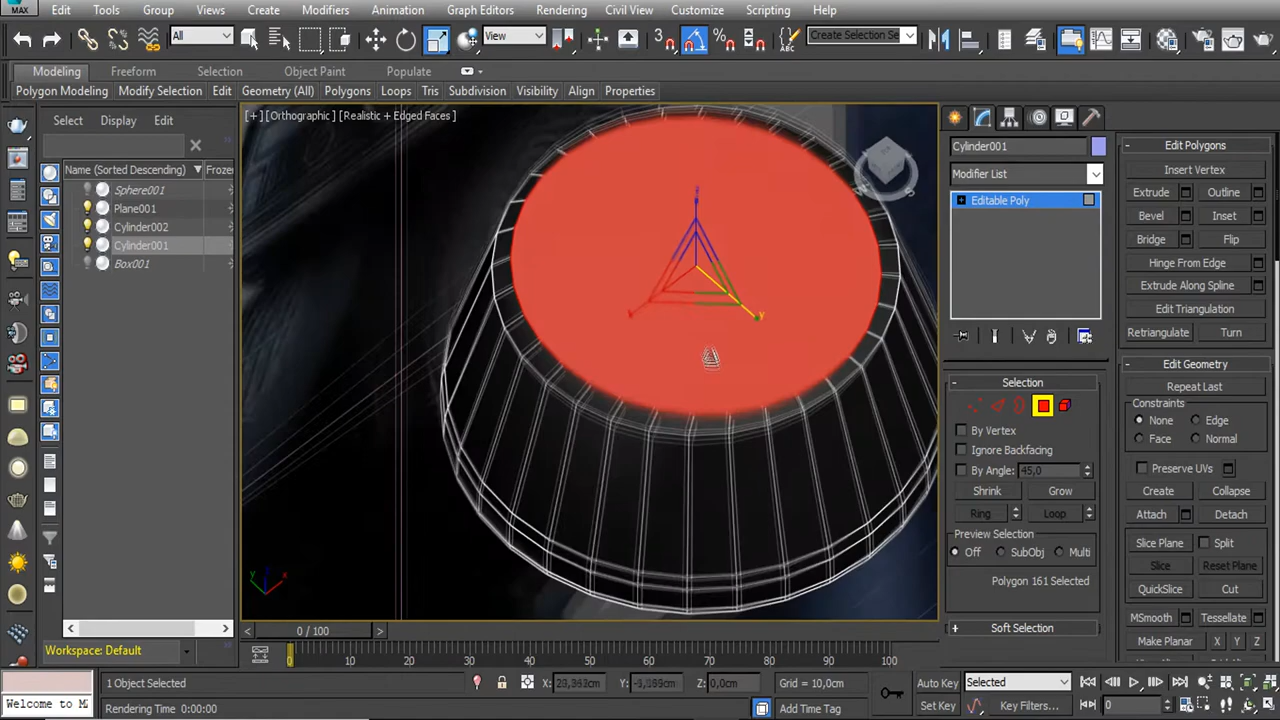 MAX Edit Tools Group Views Create Modifiers Animation Graph Editors Rendering Civil View Customize Scripting Help
All View Create Selection Se
Modeling Freeform Selection Object Paint Populate
Polygon Modeling Modify Selection Edit Geometry (All) Polygons Loops Tris Subdivision Visibility Align Properties
Select Display Edit
[+] [Orthographic] [Realistic + Edged Faces]
Name (Sorted Descending) Frozen
Sphere001
Plane001
Cylinder002
Cylinder001
Box001
Workspace: Default
Cylinder001
Modifier List
Editable Poly
Selection
By Vertex
Ignore Backfacing
By Angle: 45,0
Shrink Grow
Ring Loop
Preview Selection
Off SubObj Multi
Polygon 161 Selected
Soft Selection
Edit Polygons
Insert Vertex
Extrude Outline
Bevel Inset
Bridge Flip
Hinge From Edge
Extrude Along Spline
Edit Triangulation
Retriangulate Turn
Edit Geometry
Repeat Last
Constraints
None Edge
Face Normal
Preserve UVs
Create Collapse
Attach Detach
Slice Plane Split
Slice Reset Plane
QuickSlice Cut
MSmooth Tessellate
Make Planar X Y Z
0 / 100
0 10 20 30 40 50 60 70 80 90 100
1 Object Selected X: Y: Z: 0,0cm Grid = 10,0cm Auto Key Selected
Welcome to M Rendering Time 0:00:00 Add Time Tag Set Key Key Filters... 0